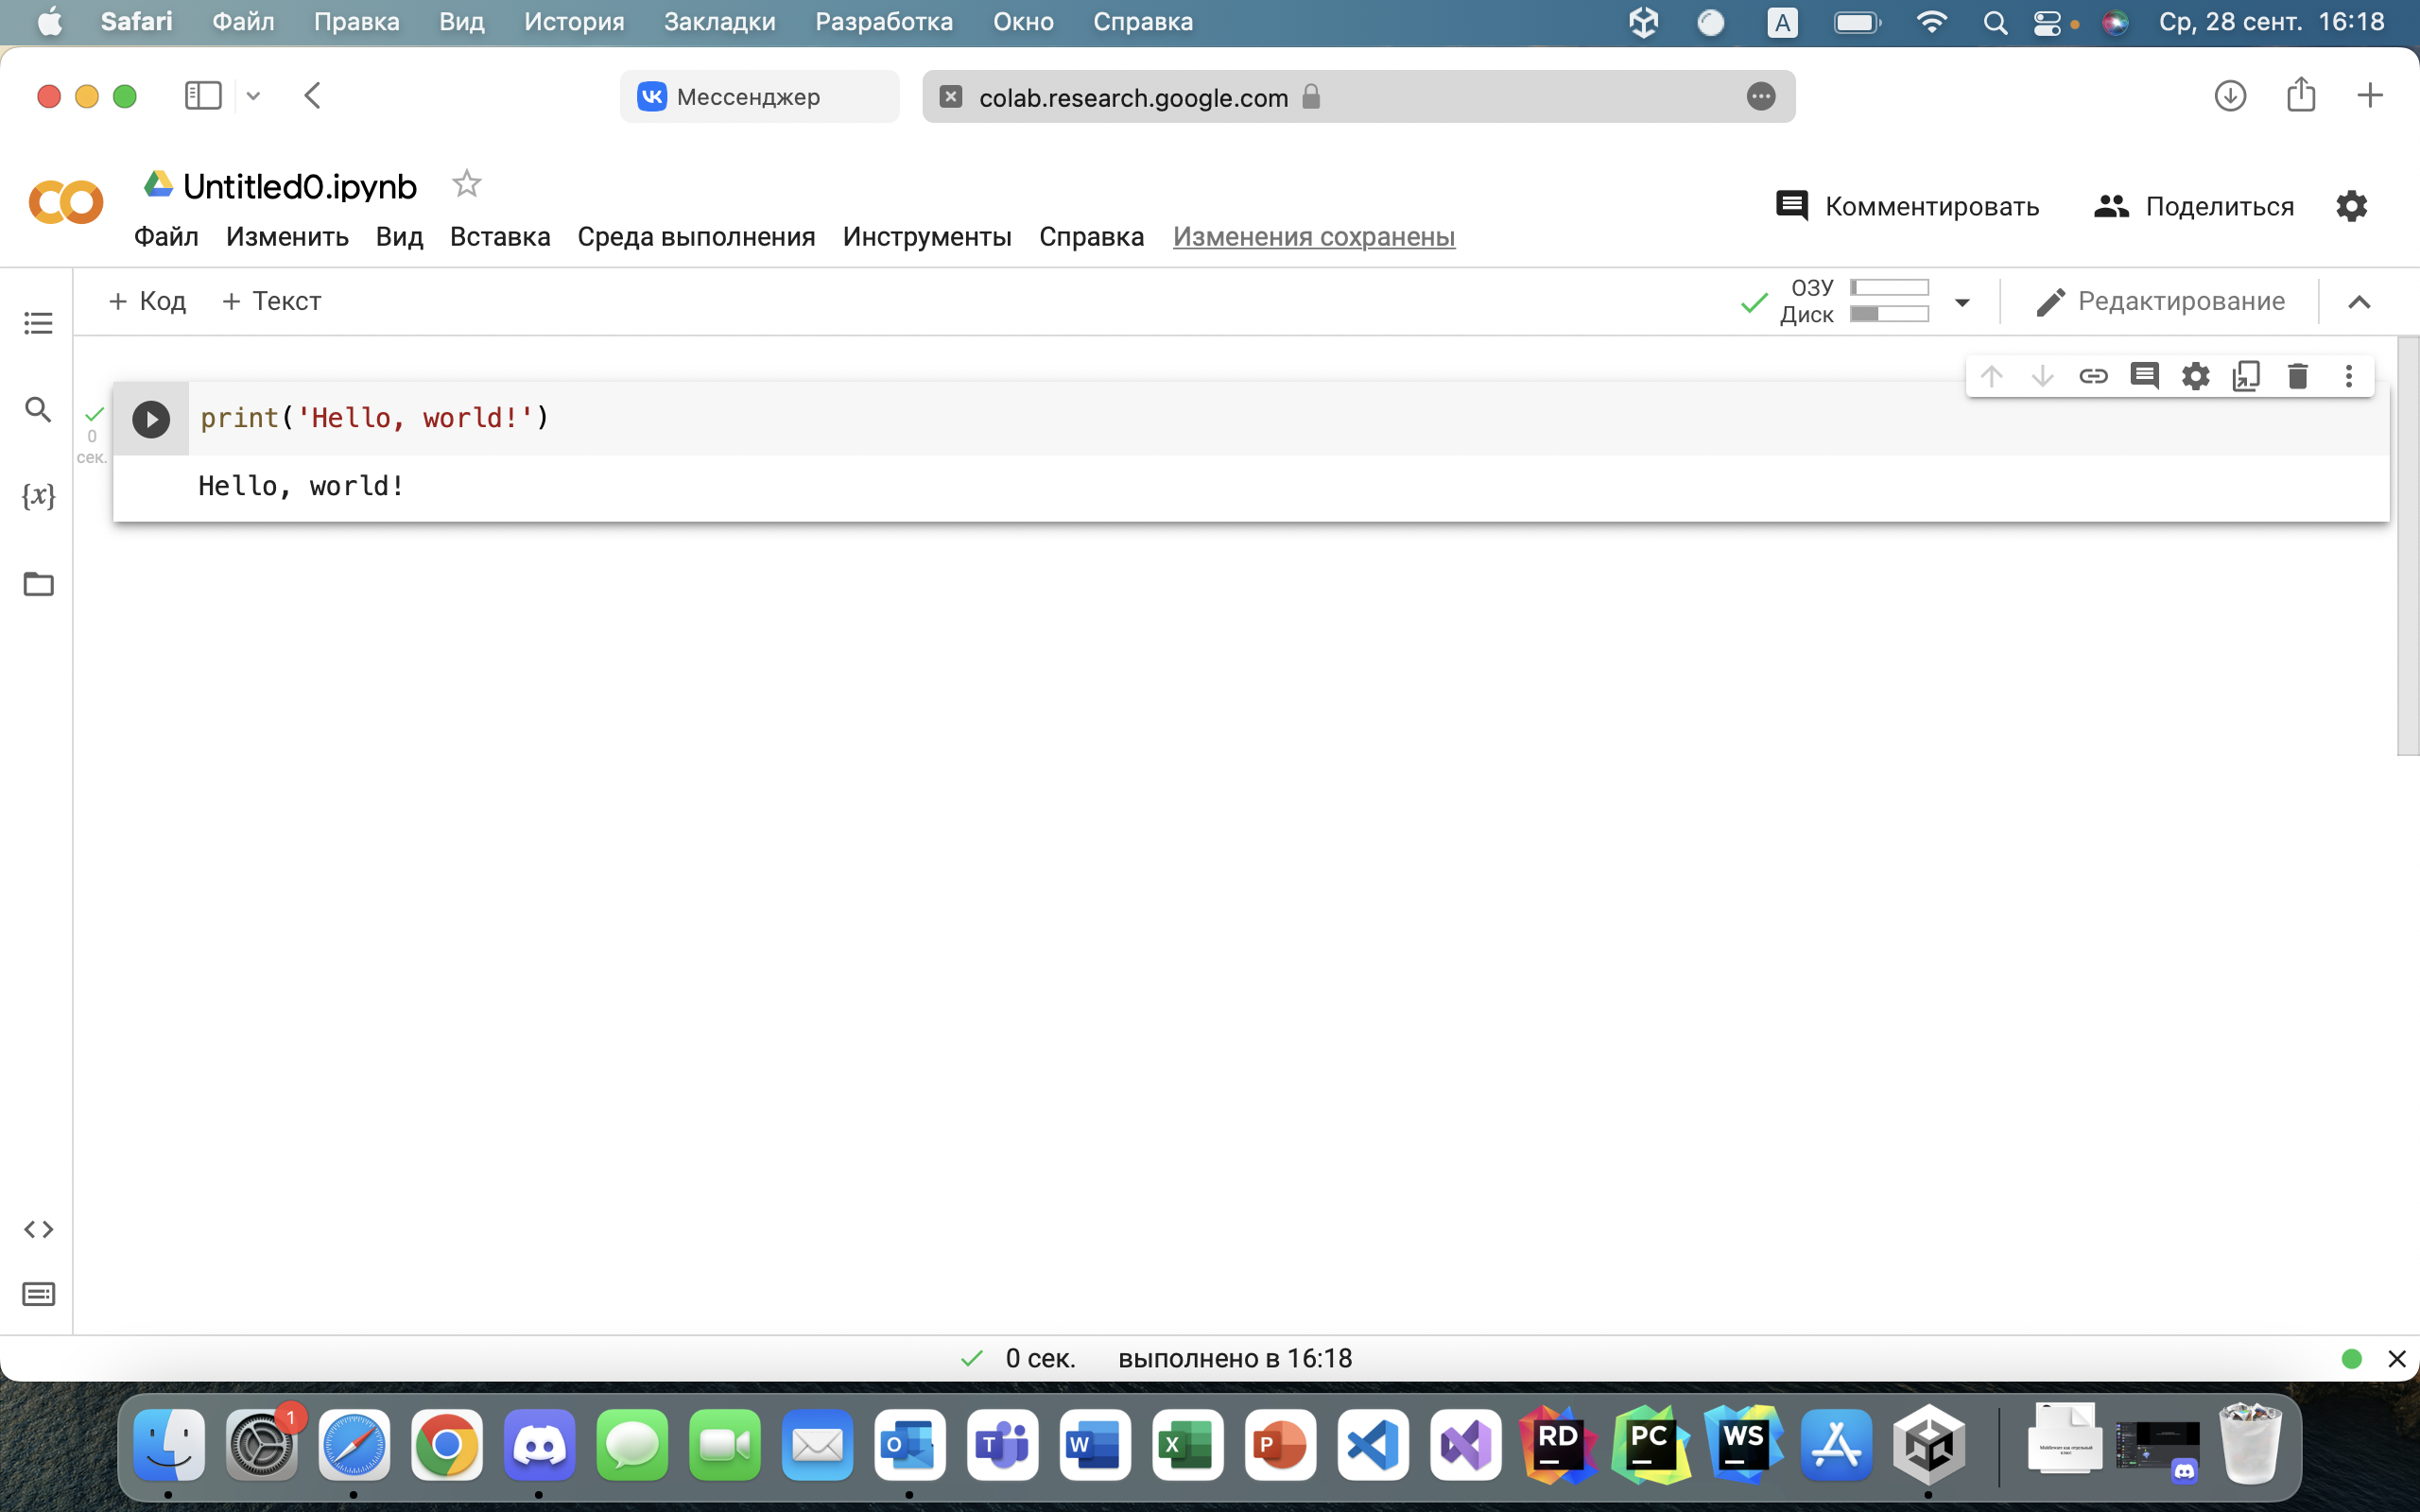 Safari Файл Правка Вид История Закладки Разработка Окно Справка A Ср, 28 сент. 16:18
Мессенджер colab.research.google.com
Untitled0.ipynb
Комментировать Поделиться
Файл Изменить Вид Вставка Среда выполнения Инструменты Справка Изменения сохранены
+ Код + Текст ОЗУ Редактирование
Диск
print('Hello, world!')
0
сек.
Hello, world!
{x}
0 сек. выполнено в 16:18
1
O T W X P RD PC WS